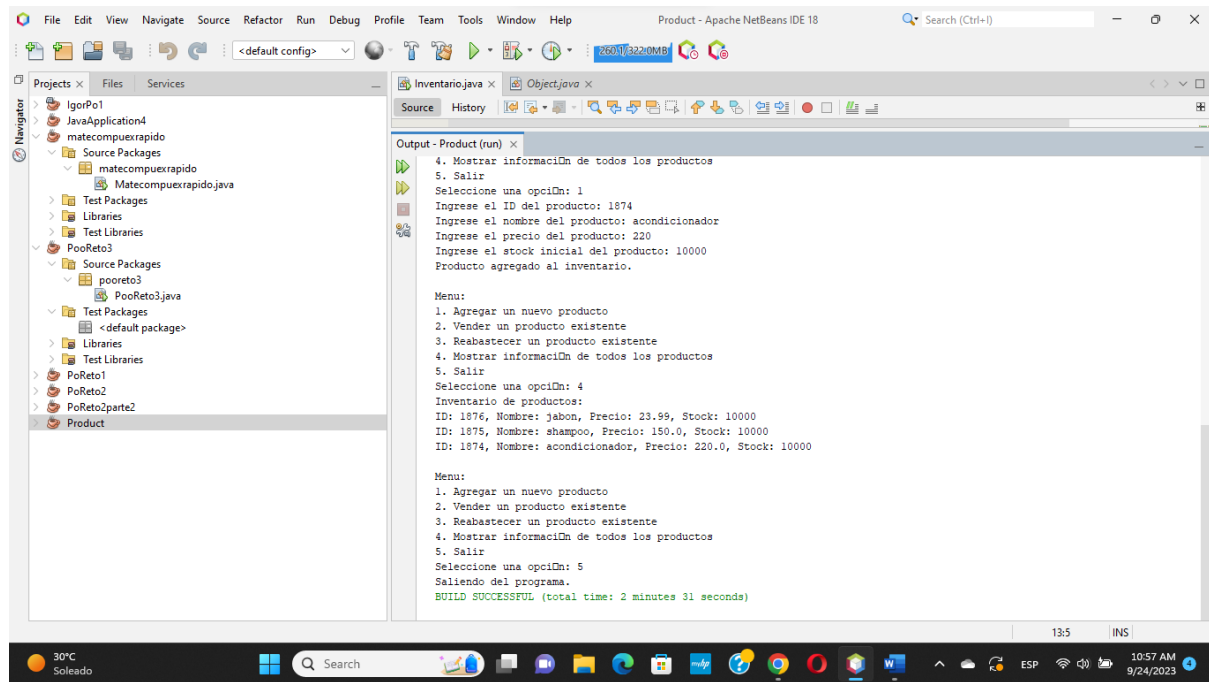 File Edit View Navigate Source Refactor Run Debug Profile Team Tools Window Help Product - Apache NetBeans IDE 18 Search (Ctrl+I)
<default config> 260.1/322.0MB
Projects Files Services
Navigator
IgorPo1
JavaApplication4
matecompuexrapido
Source Packages
matecompuexrapido
Matecompuexrapido.java
Test Packages
Libraries
Test Libraries
PooReto3
Source Packages
pooreto3
PooReto3.java
Test Packages
<default package>
Libraries
Test Libraries
PoReto1
PoReto2
PoReto2parte2
Product
Inventario.java Object.java
Source History
Output - Product (run)
4. Mostrar informaci□n de todos los productos
5. Salir
Seleccione una opci□n: 1
Ingrese el ID del producto: 1874
Ingrese el nombre del producto: acondicionador
Ingrese el precio del producto: 220
Ingrese el stock inicial del producto: 10000
Producto agregado al inventario.
Menu:
1. Agregar un nuevo producto
2. Vender un producto existente
3. Reabastecer un producto existente
4. Mostrar informaci□n de todos los productos
5. Salir
Seleccione una opci□n: 4
Inventario de productos:
ID: 1876, Nombre: jabon, Precio: 23.99, Stock: 10000
ID: 1875, Nombre: shampoo, Precio: 150.0, Stock: 10000
ID: 1874, Nombre: acondicionador, Precio: 220.0, Stock: 10000
Menu:
1. Agregar un nuevo producto
2. Vender un producto existente
3. Reabastecer un producto existente
4. Mostrar informaci□n de todos los productos
5. Salir
Seleccione una opci□n: 5
Saliendo del programa.
BUILD SUCCESSFUL (total time: 2 minutes 31 seconds)
13:5 INS
30°C
Soleado
Search
ESP
10:57 AM
9/24/2023
4